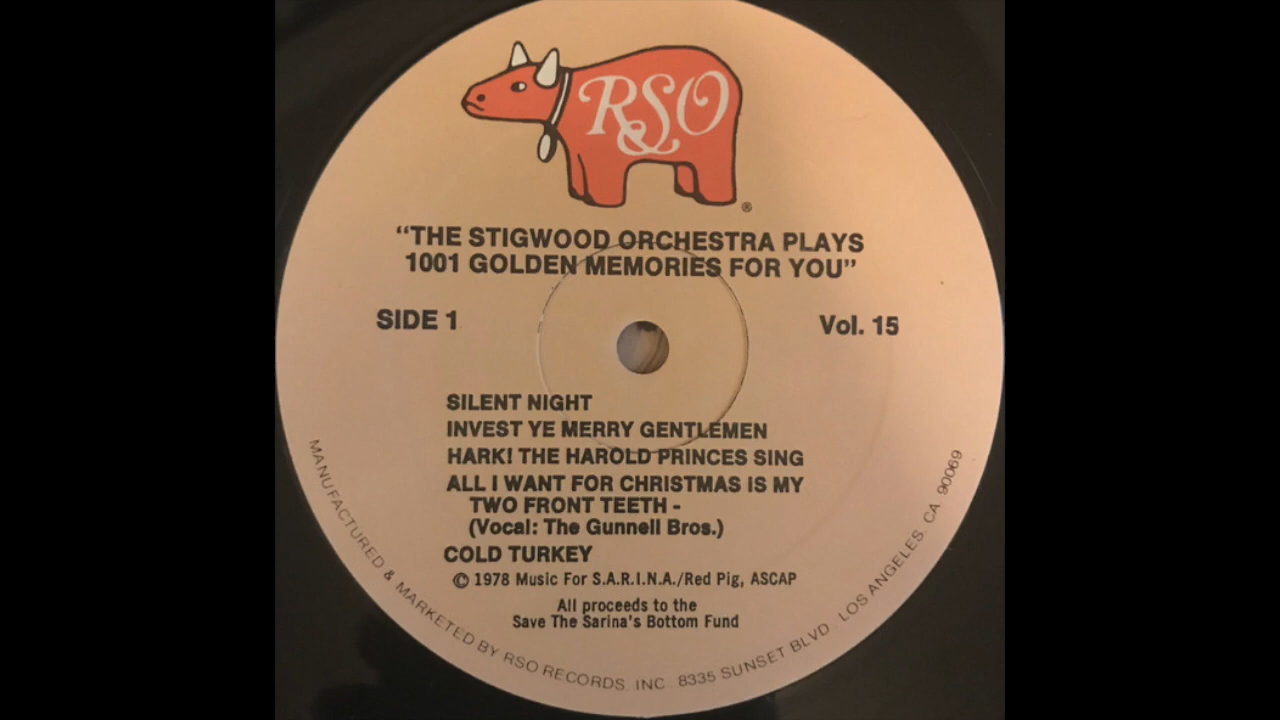 RSO
®
"THE STIGWOOD ORCHESTRA PLAYS
1001 GOLDEN MEMORIES FOR YOU"
SIDE 1
Vol. 15
SILENT NIGHT
INVEST YE MERRY GENTLEMEN
HARK! THE HAROLD PRINCES SING
ALL I WANT FOR CHRISTMAS IS MY
TWO FRONT TEETH -
(Vocal: The Gunnell Bros.)
COLD TURKEY
© 1978 Music For S.A.R.I.N.A./Red Pig, ASCAP
All proceeds to the
Save The Sarina's Bottom Fund
MANUFACTURED & MARKETED BY RSO RECORDS, INC. 8335 SUNSET BLVD. LOS ANGELES, CA 90069